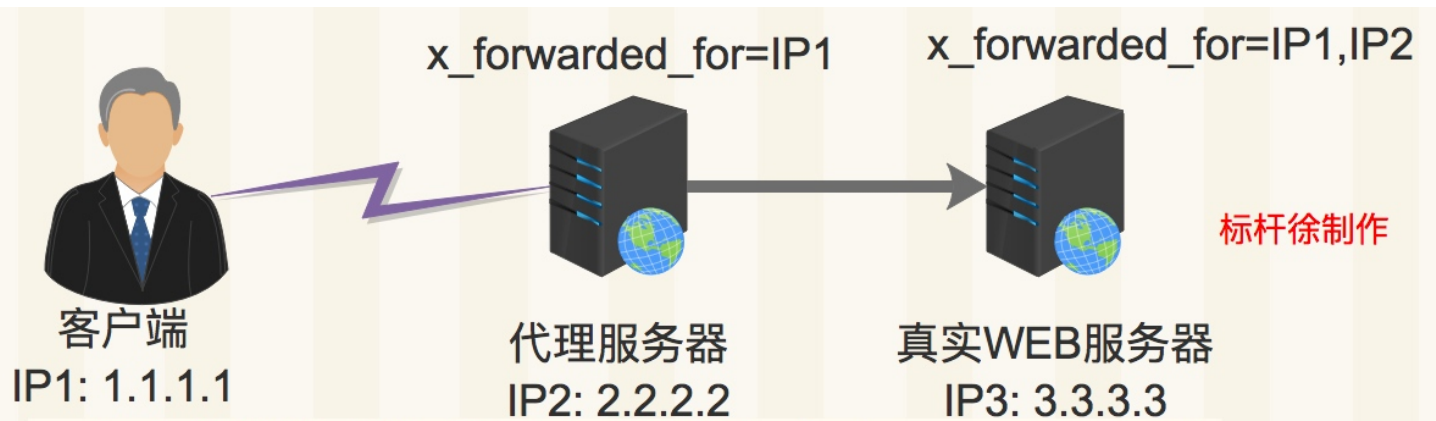 x_forwarded_for=IP1
x_forwarded_for=IP1,IP2
标杆徐制作
客户端
IP1: 1.1.1.1
代理服务器
IP2: 2.2.2.2
真实WEB服务器
IP3: 3.3.3.3